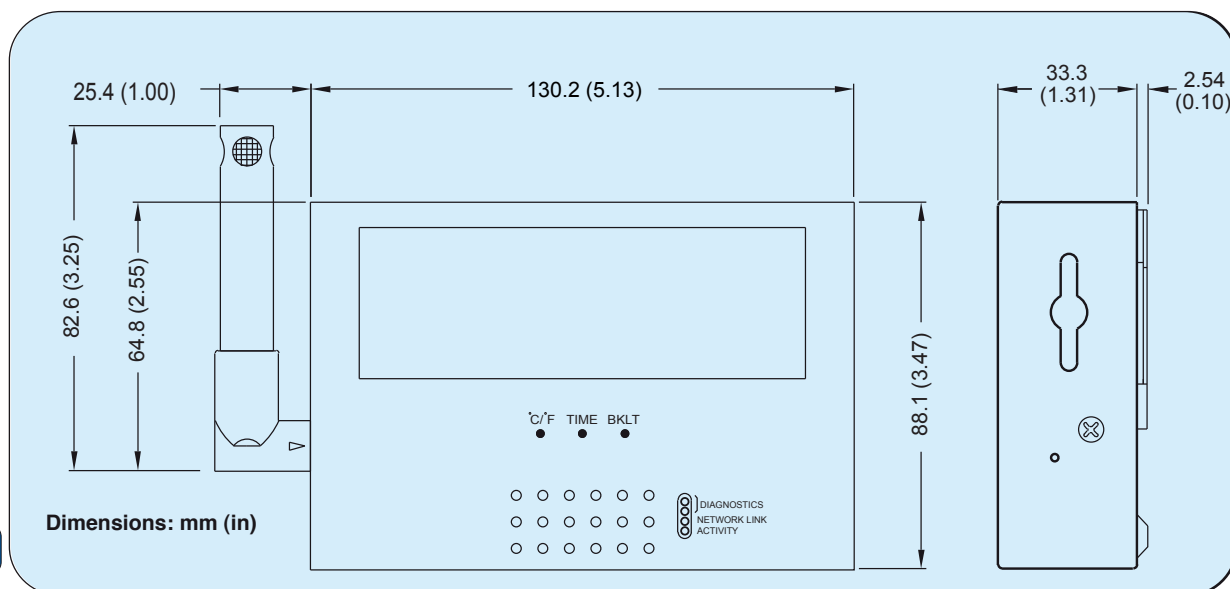 25.4 (1.00)
130.2 (5.13)
33.3
(1.31)
2.54
(0.10)
82.6 (3.25)
64.8 (2.55)
88.1 (3.47)
°C/°F TIME BKLT
DIAGNOSTICS
NETWORK LINK
ACTIVITY
Dimensions: mm (in)